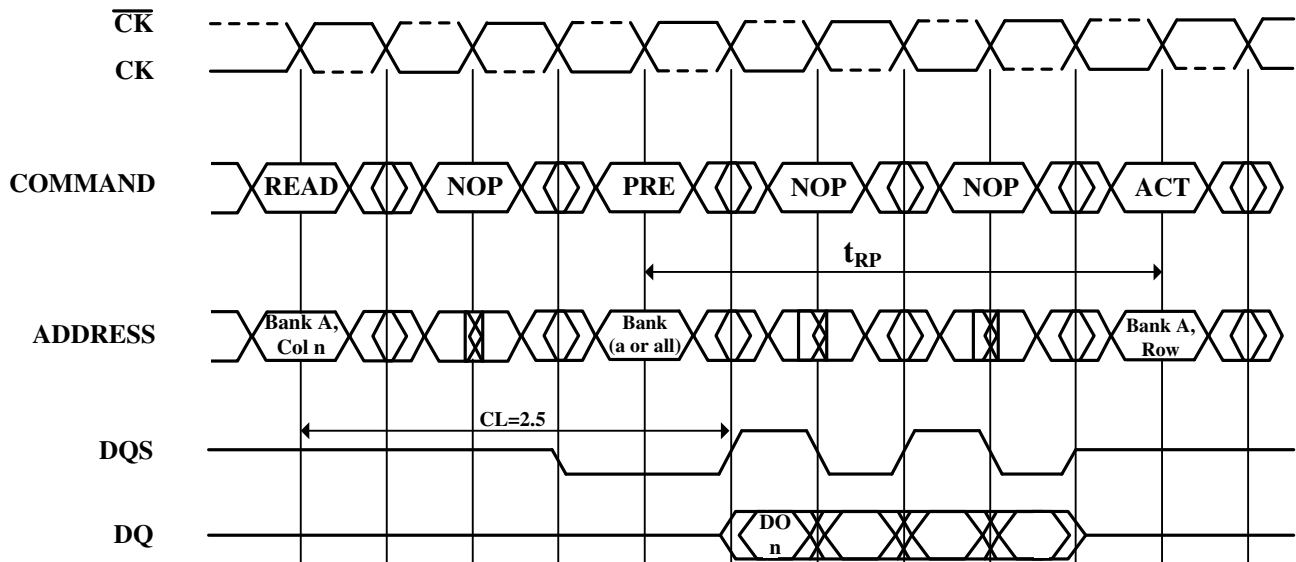 CK
CK
COMMAND READ NOP PRE NOP NOP ACT
tRP
ADDRESS Bank A, Col n Bank (a or all) Bank A, Row
CL=2.5
DQS
DQ DO n